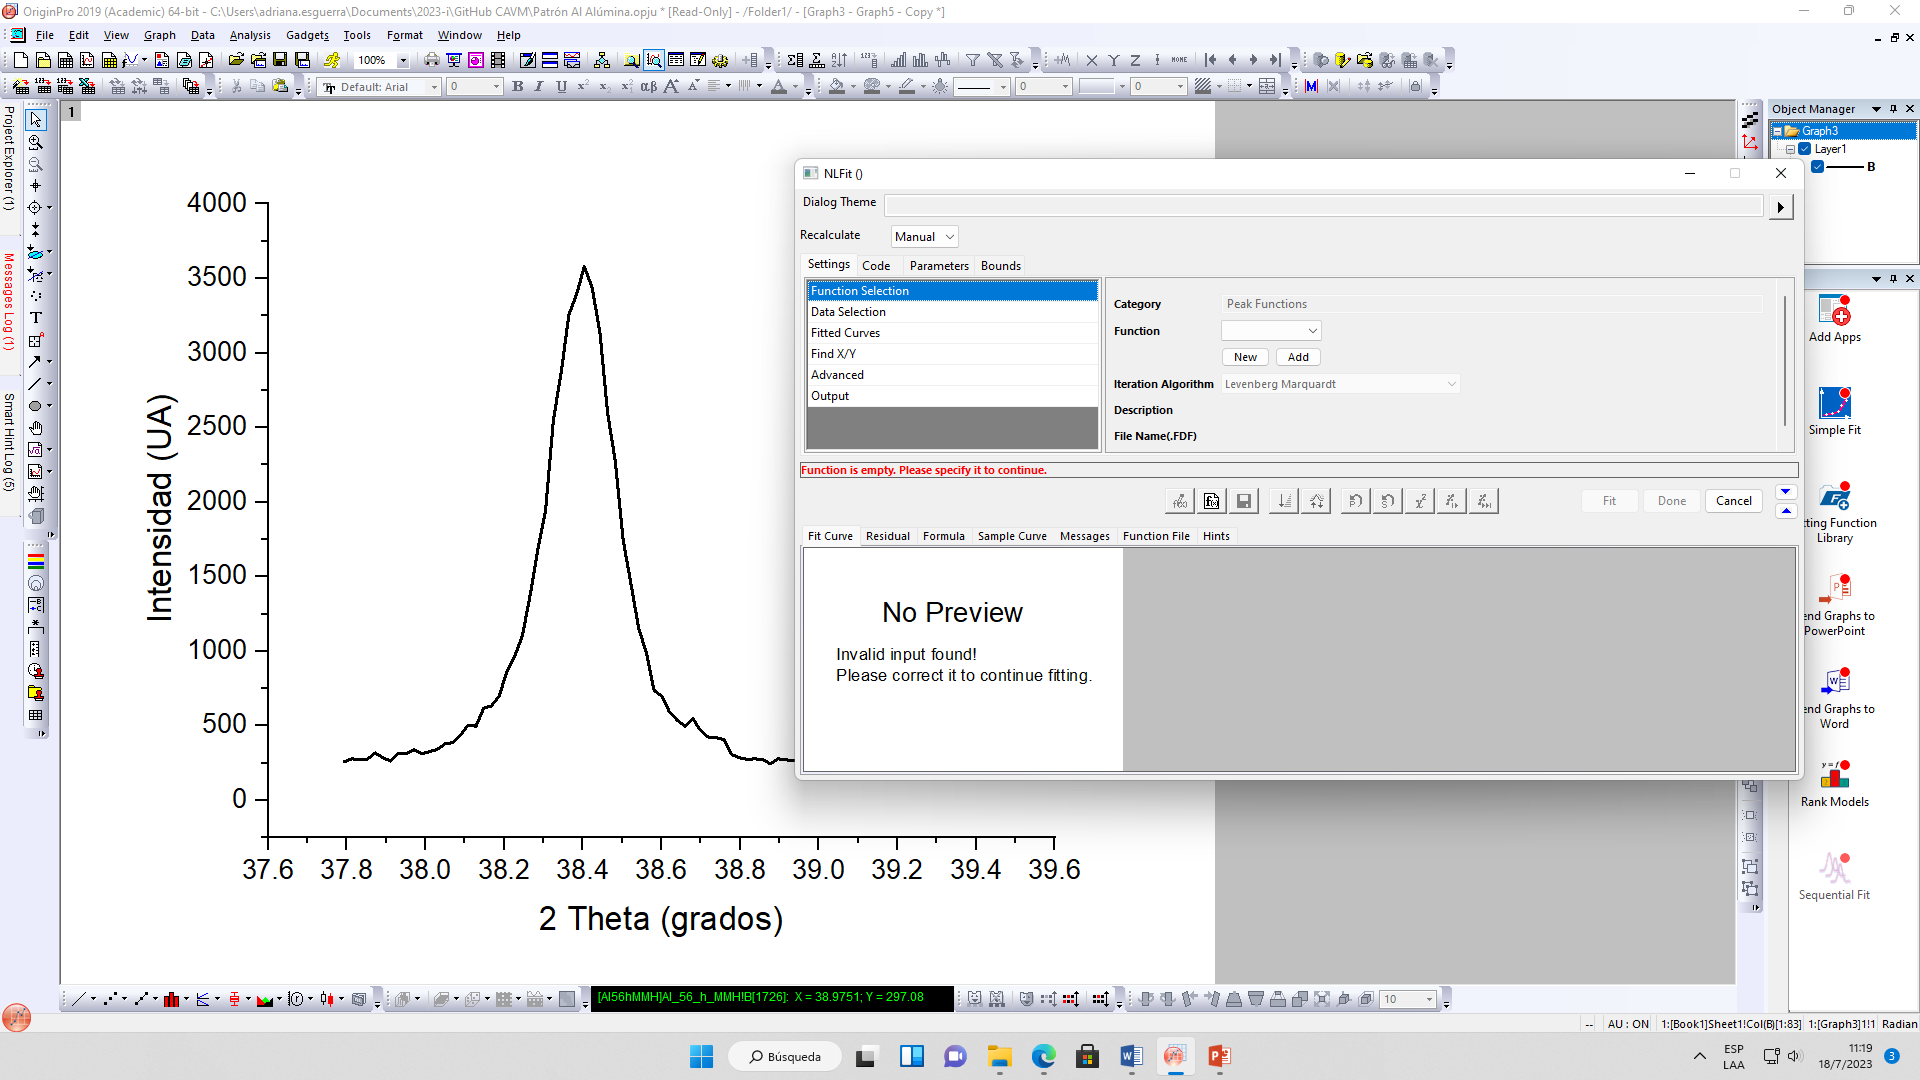 OriginPro 2019 (Academic) 64-bit - C:\Users\adriana.esguerra\Documents\2023-i\GitHub CAVM\Patrón Al Alúmina.opju * [Read-Only] - /Folder1/ - [Graph3 - Graph5 - Copy *]
File Edit View Graph Data Analysis Gadgets Tools Format Window Help
100%
HOME
Default: Arial 0
B I U αβ A A
0 0
Project Explorer (1)
Messages Log (1)
Smart Hint Log (5)
1
4000
3500
3000
2500
2000
1500
1000
500
0
Intensidad (UA)
37.6 37.8 38.0 38.2 38.4 38.6 38.8 39.0 39.2 39.4 39.6
2 Theta (grados)
NLFit ()
Dialog Theme
Recalculate Manual
Settings Code Parameters Bounds
Function Selection
Data Selection
Fitted Curves
Find X/Y
Advanced
Output
Category Peak Functions
Function
New Add
Iteration Algorithm Levenberg Marquardt
Description
File Name(.FDF)
Function is empty. Please specify it to continue.
Fit Done Cancel
Fit Curve Residual Formula Sample Curve Messages Function File Hints
No Preview
Invalid input found!
Please correct it to continue fitting.
Object Manager
Graph3
Layer1
B
Add Apps
Simple Fit
tting Function
Library
end Graphs to
PowerPoint
end Graphs to
Word
Rank Models
Sequential Fit
[Al56hMMH]Al_56_h_MMH!B[1726]: X = 38.9751; Y = 297.08
10
-- AU : ON 1:[Book1]Sheet1!Col(B)[1:83] 1:[Graph3]1!1 Radian
Búsqueda
ESP
LAA
11:19
18/7/2023
3